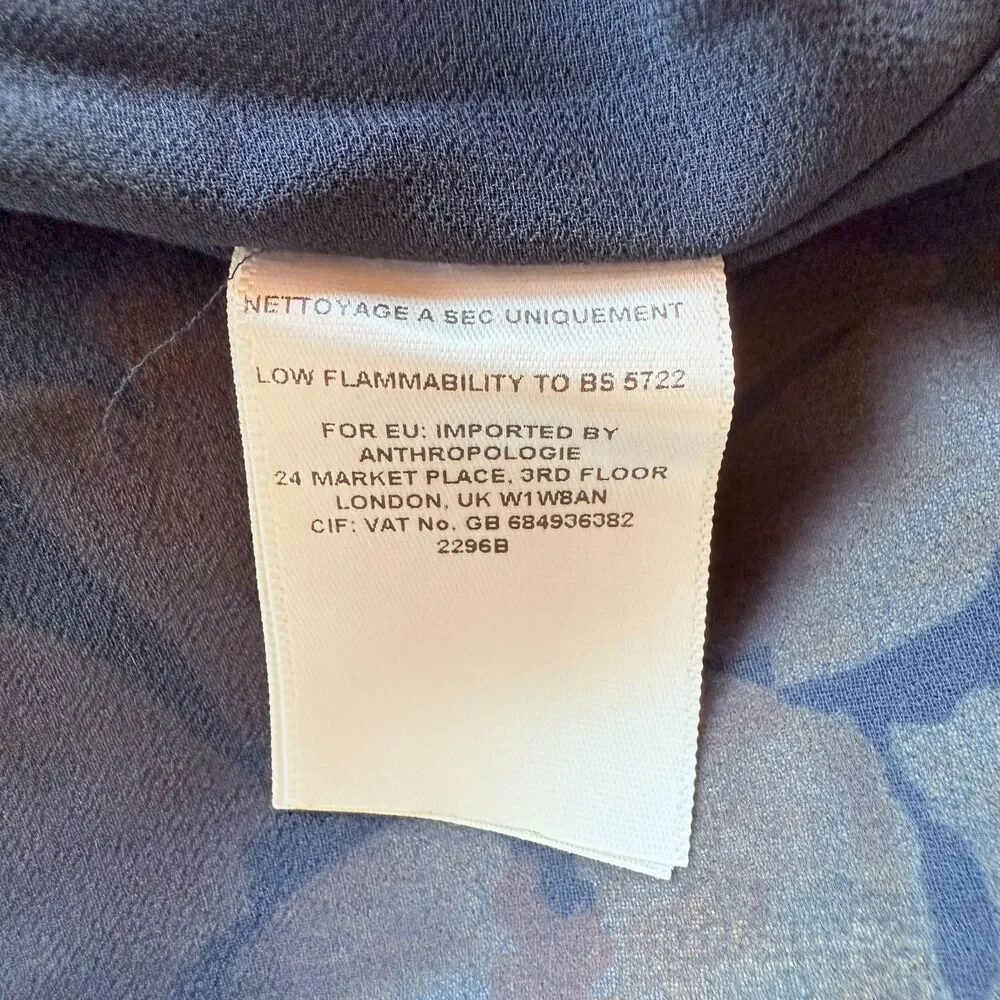 NETTOYAGE A SEC UNIQUEMENT
LOW FLAMMABILITY TO BS 5722
FOR EU: IMPORTED BY
ANTHROPOLOGIE
24 MARKET PLACE, 3RD FLOOR
LONDON, UK W1W8AN
CIF: VAT No. GB 684936382
2296B